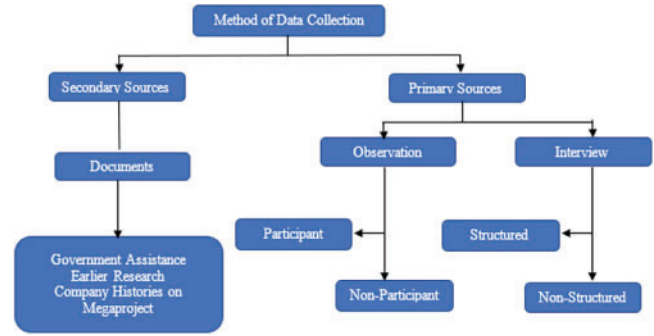 Method of Data Collection
Secondary Sources
Primary Sources
Documents
Observation
Interview
Participant
Structured
Government Assistance
Earlier Research
Company Histories on
Megaproject
Non-Participant
Non-Structured